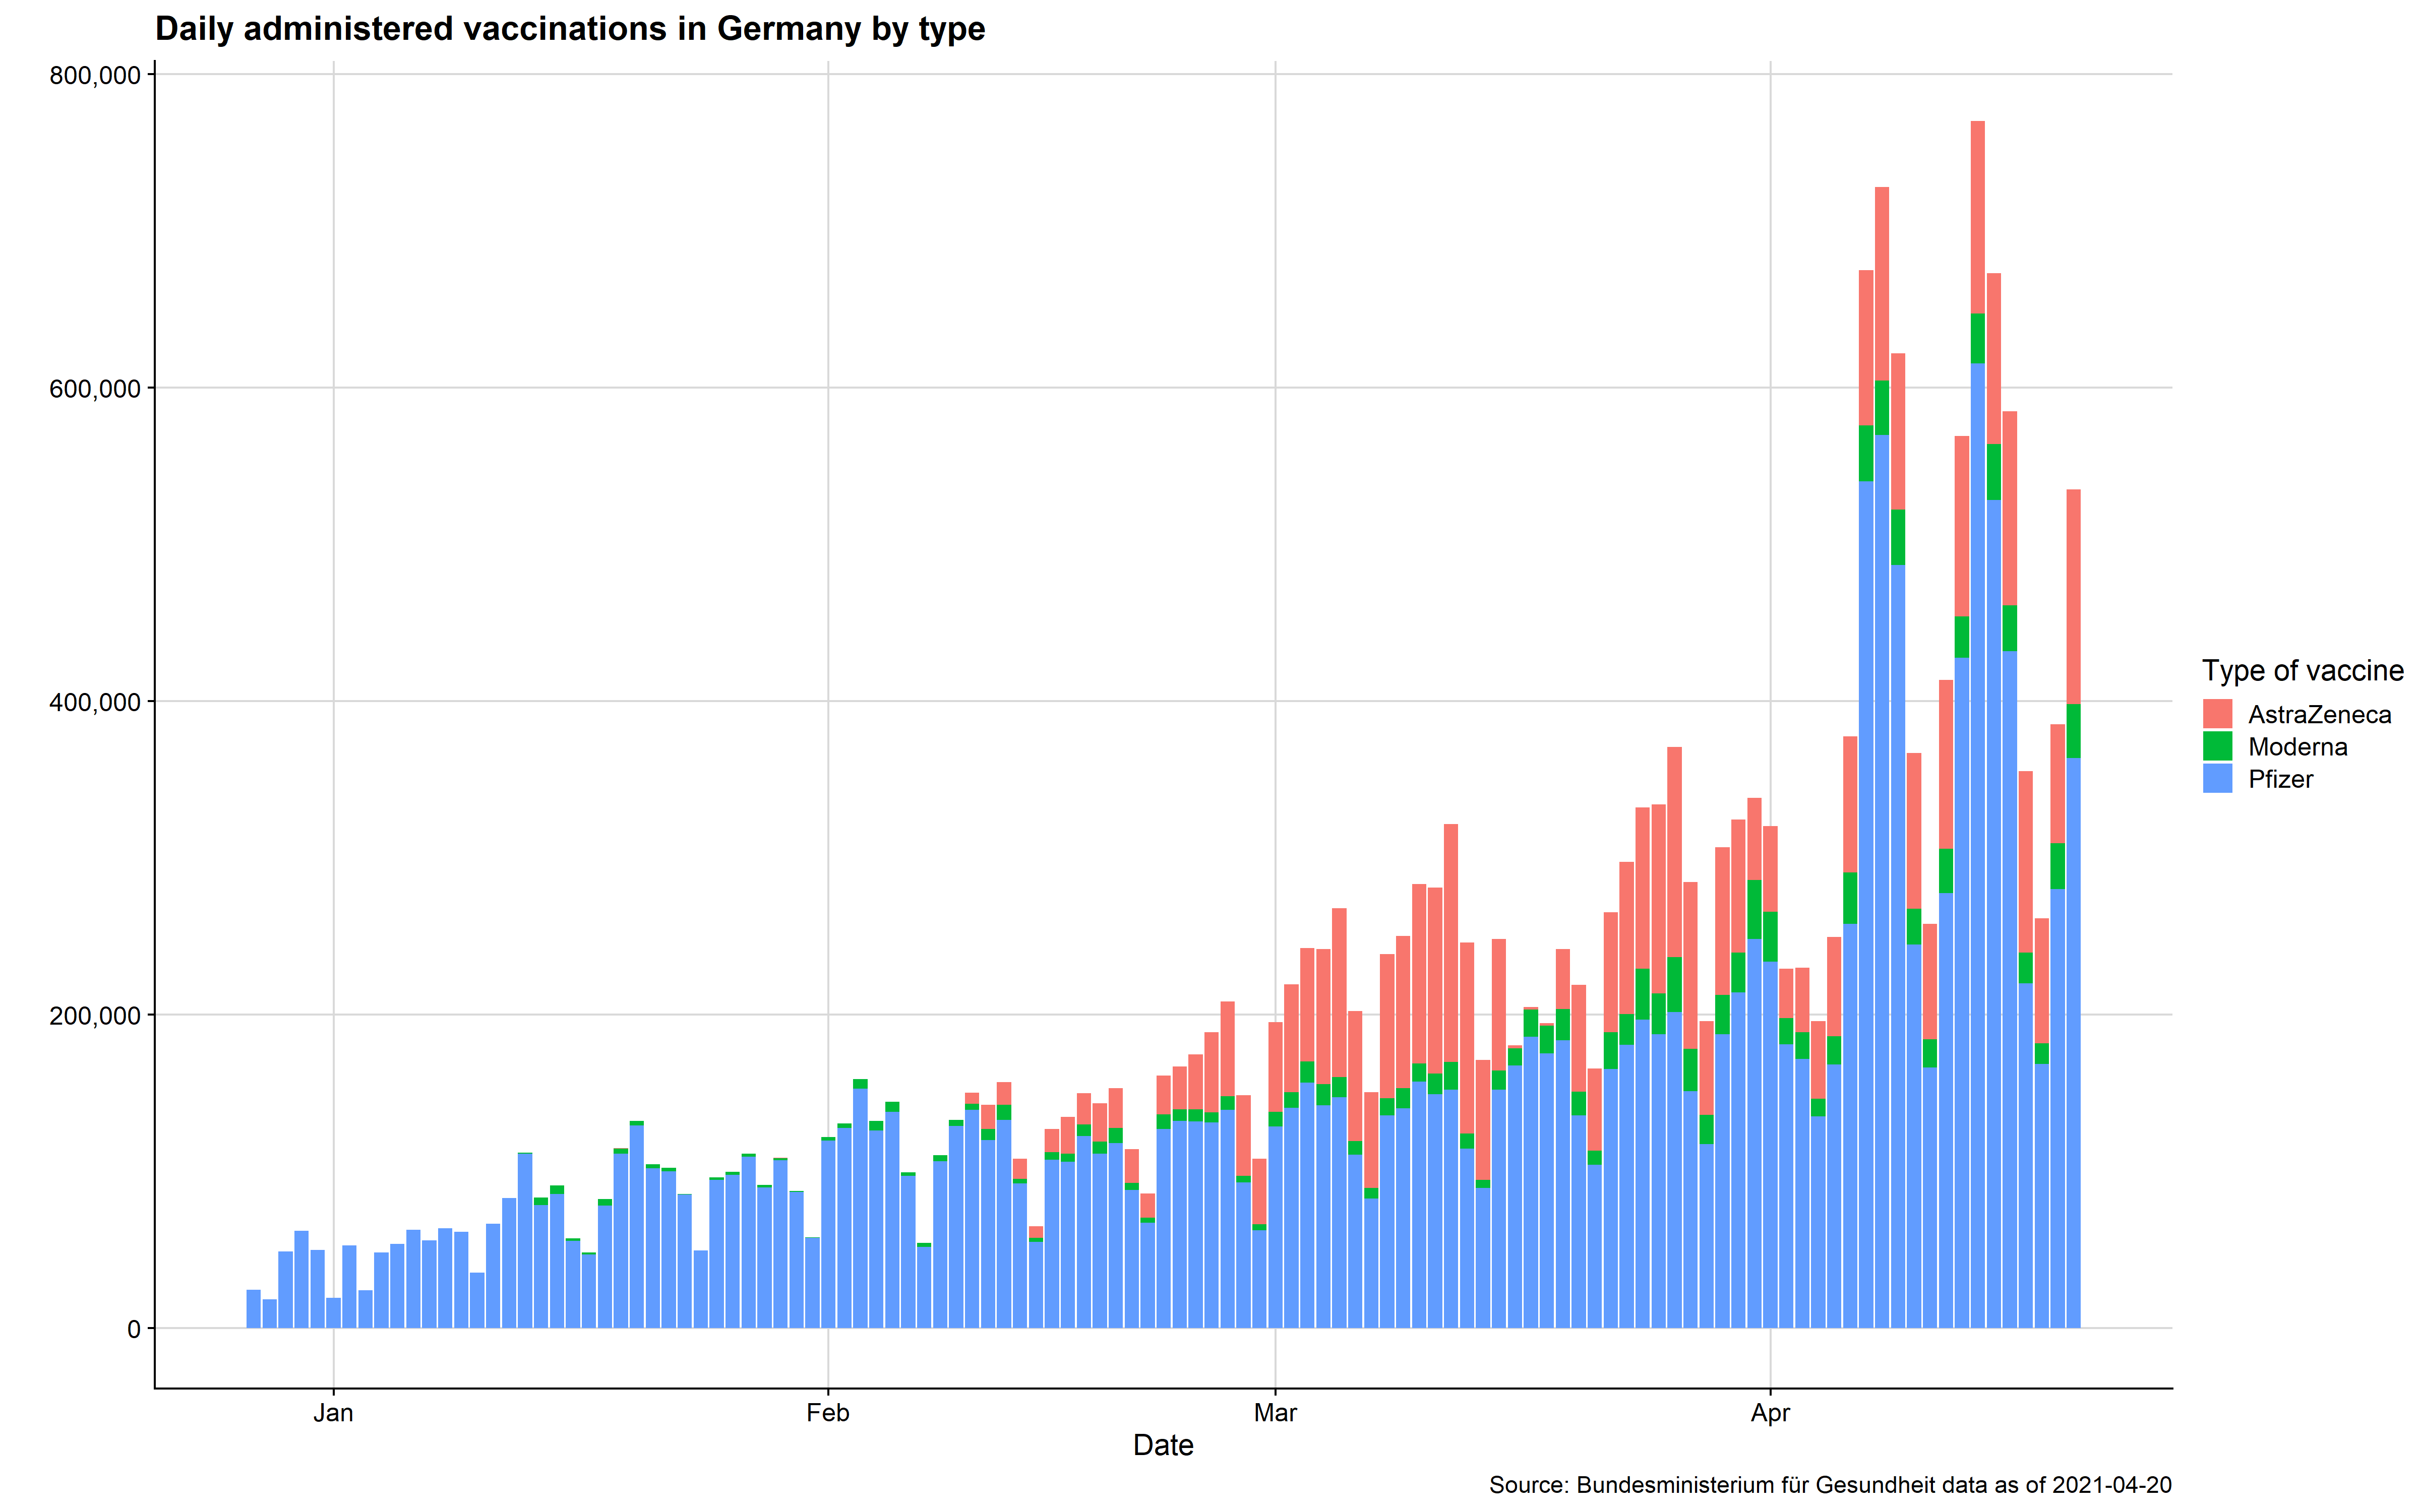 Daily administered vaccinations in Germany by type
800,000
600,000
400,000
200,000
0
Jan
Feb
Mar
Apr
Date
Type of vaccine
AstraZeneca
Moderna
Pfizer
Source: Bundesministerium für Gesundheit data as of 2021-04-20